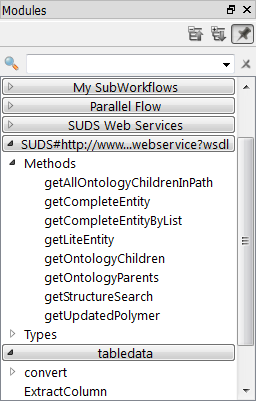 Modules
My SubWorkflows
Parallel Flow
SUDS Web Services
SUDS#http://www...webservice?wsdl
Methods
getAllOntologyChildrenInPath
getCompleteEntity
getCompleteEntityByList
getLiteEntity
getOntologyChildren
getOntologyParents
getStructureSearch
getUpdatedPolymer
Types
tabledata
convert
ExtractColumn